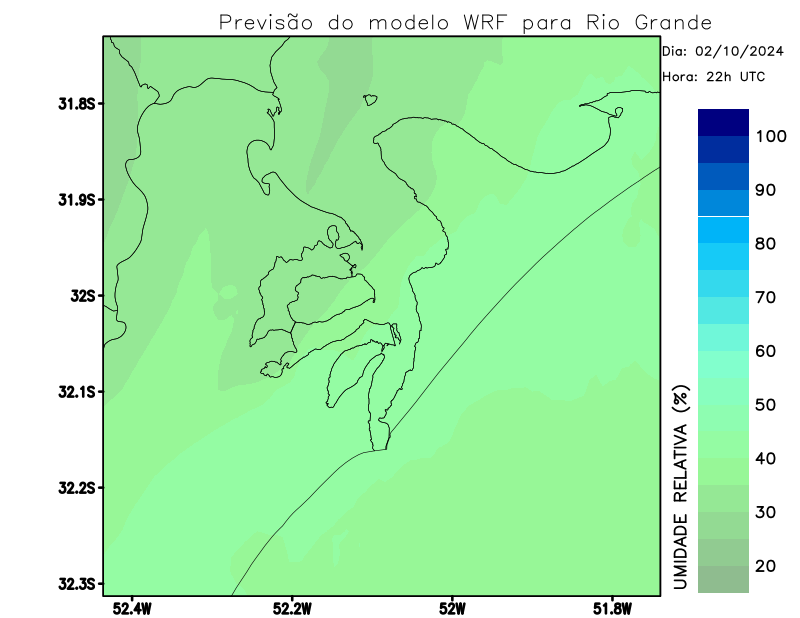 Previsão do modelo WRF para Rio Grande
Dia: 02/10/2024
Hora: 22h UTC
31.8S
31.9S
32S
32.1S
32.2S
32.3S
52.4W
52.2W
52W
51.8W
UMIDADE RELATIVA (%)
100
90
80
70
60
50
40
30
20